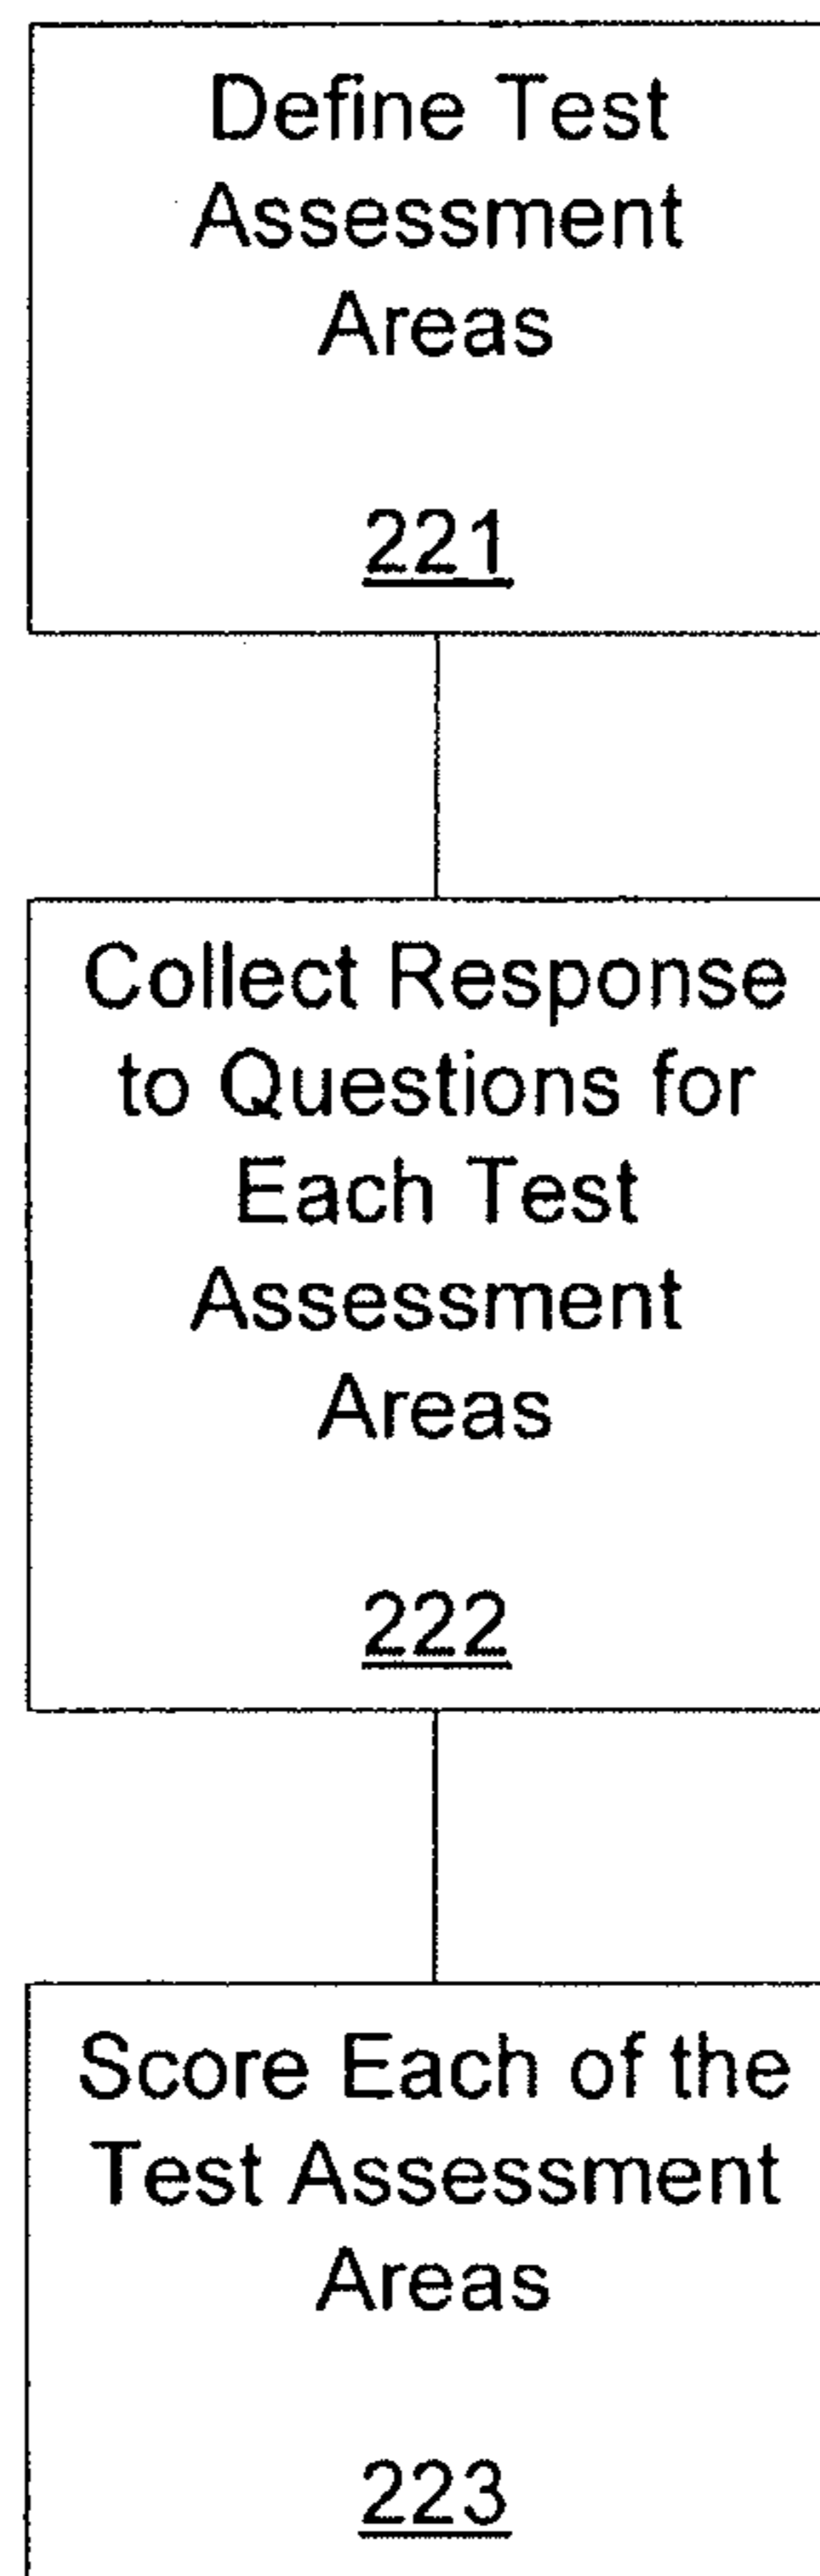 Define Test
Assessment
Areas
221
Collect Response
to Questions for
Each Test
Assessment
Areas
222
Score Each of the
Test Assessment
Areas
223